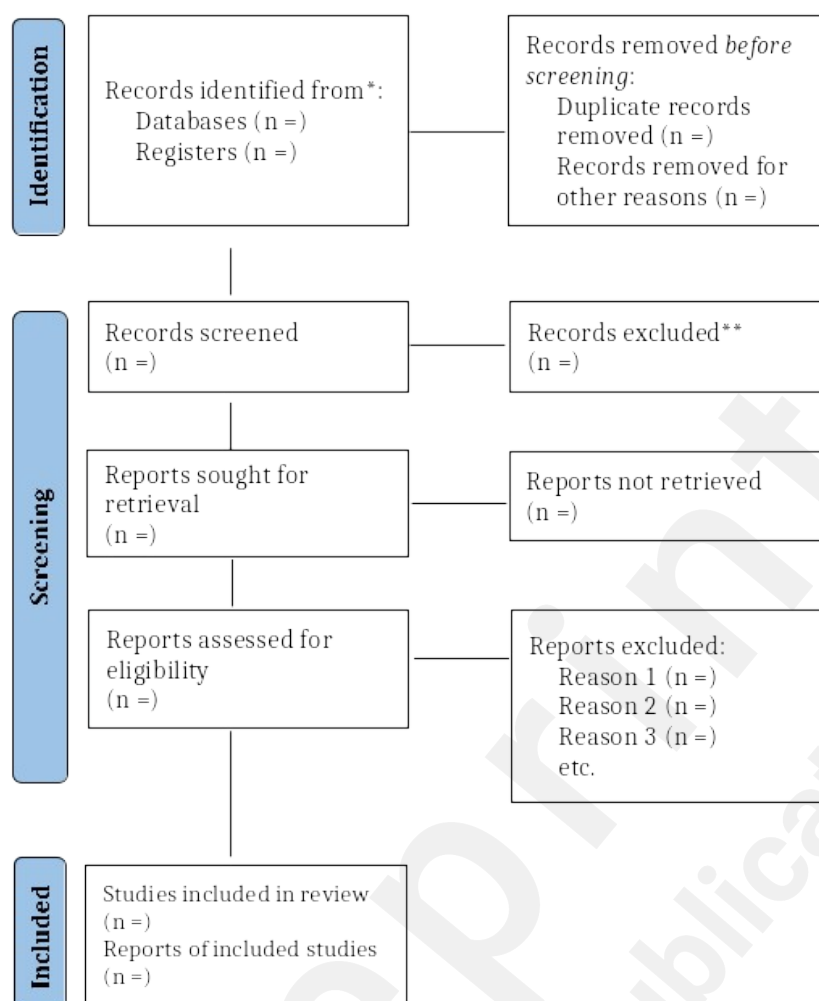 Identification
Records identified from*:
Databases (n =)
Registers (n =)
Records removed before
screening:
Duplicate records
removed (n =)
Records removed for
other reasons (n =)
Screening
Records screened
(n =)
Records excluded**
(n =)
Reports sought for
retrieval
(n =)
Reports not retrieved
(n =)
Reports assessed for
eligibility
(n =)
Reports excluded:
Reason 1 (n =)
Reason 2 (n =)
Reason 3 (n =)
etc.
Included
Studies included in review
(n =)
Reports of included studies
(n =)